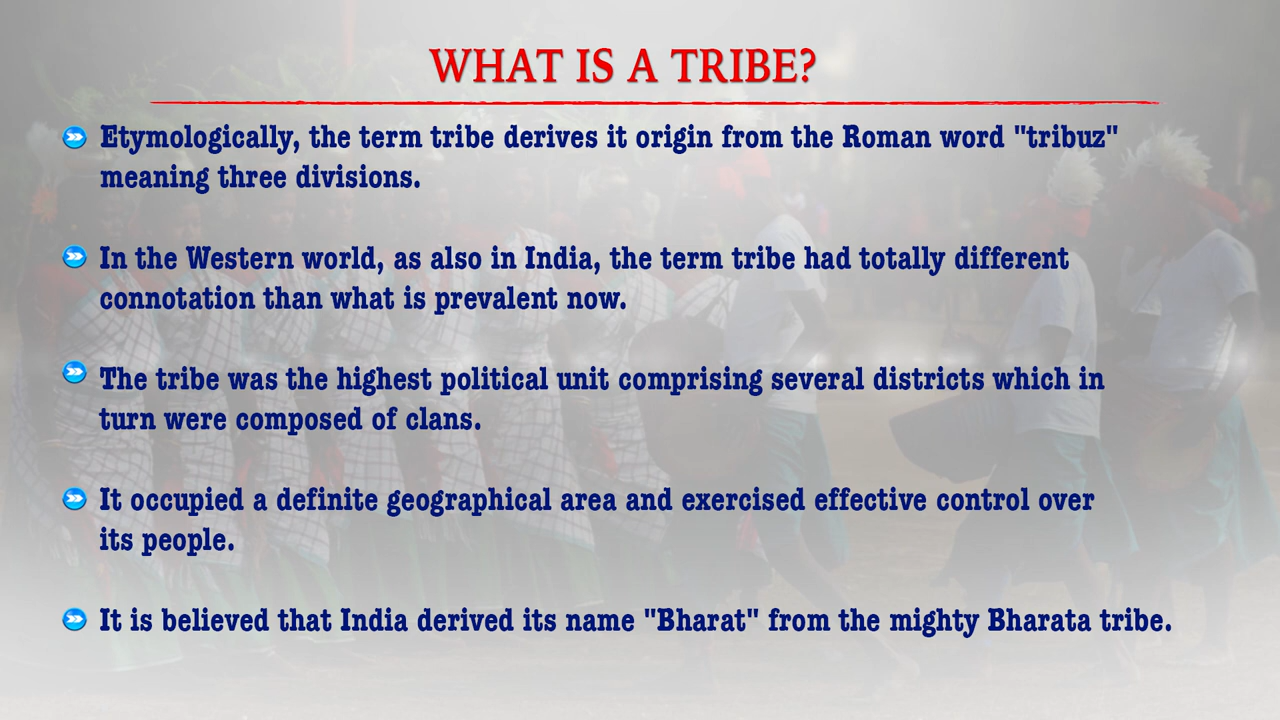 WHAT IS A TRIBE?
Etymologically, the term tribe derives it origin from the Roman word "tribuz"
meaning three divisions.
In the Western world, as also in India, the term tribe had totally different
connotation than what is prevalent now.
The tribe was the highest political unit comprising several districts which in
turn were composed of clans.
It occupied a definite geographical area and exercised effective control over
its people.
It is believed that India derived its name "Bharat" from the mighty Bharata tribe.